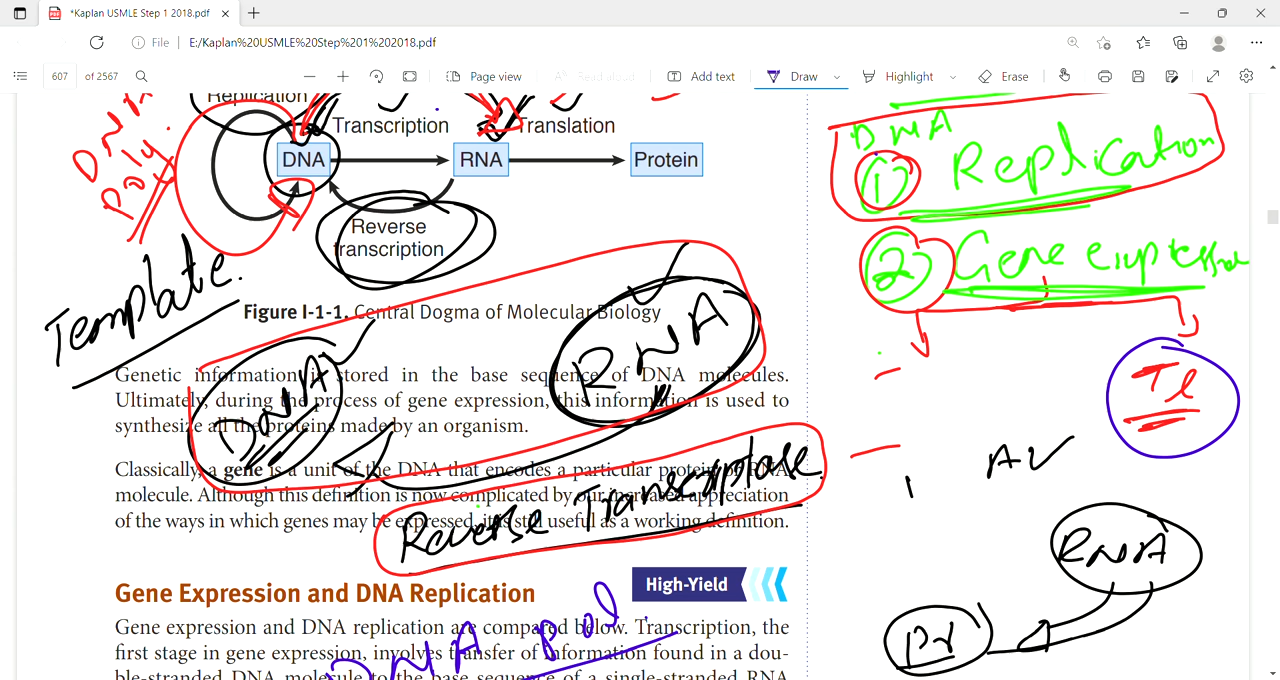 *Kaplan USMLE Step 1 2018.pdf
File E:/Kaplan%20USMLE%20Step%201%202018.pdf
607 of 2567
Page view
Read aloud
Add text
Draw
Highlight
Erase
Replication
Transcription
Translation
DNA
RNA
Protein
Reverse
transcription
DNA
Poly.
Template.
Figure I-1-1. Central Dogma of Molecular Biology
RNA
DNA
Reverse Transcriptase
Genetic information is stored in the base sequence of DNA molecules.
Ultimately, during the process of gene expression, this information is used to
synthesize all the proteins made by an organism.
Classically, a gene is a unit of the DNA that encodes a particular protein or RNA
molecule. Although this definition is now complicated by our increased appreciation
of the ways in which genes may be expressed, it is still useful as a working definition.
Gene Expression and DNA Replication
High-Yield
Gene expression and DNA replication are compared below. Transcription, the
first stage in gene expression, involves transfer of information found in a dou-
ble-stranded DNA molecule to the base sequence of a single-stranded RNA
DNA Pol
DNA
① Replication
② Gene expression
Tl
RNA
Pr